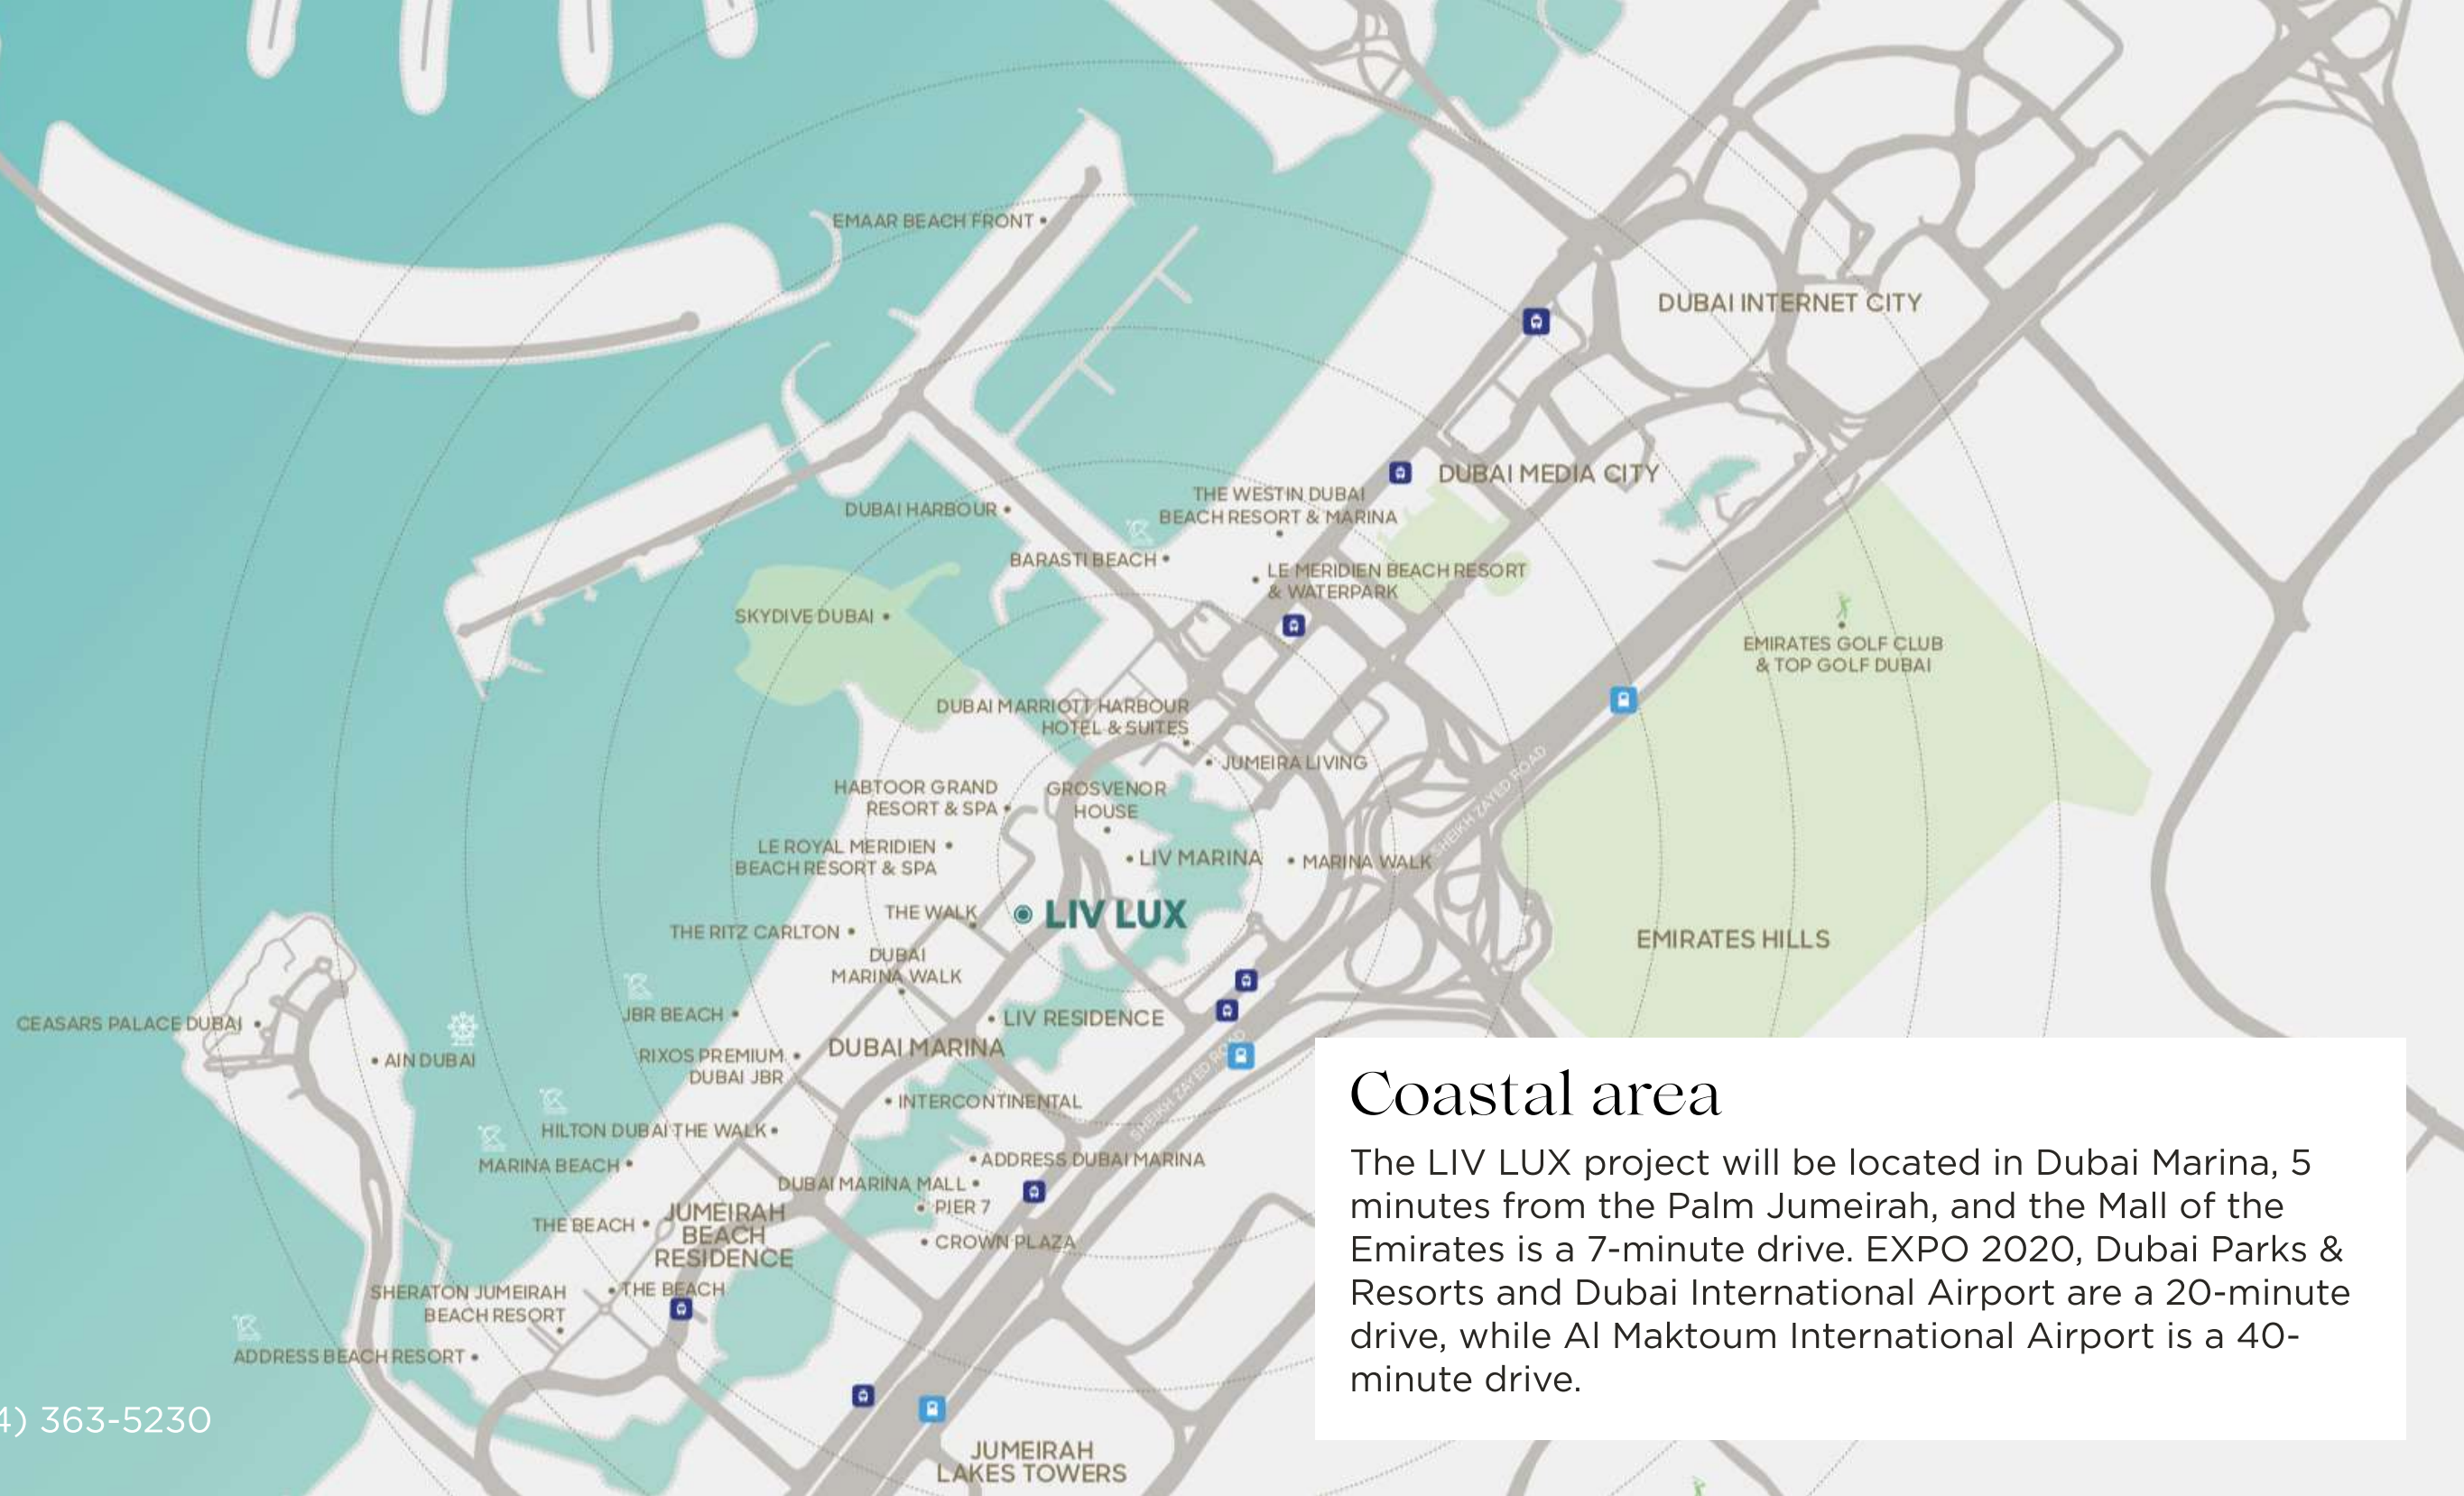 EMAAR BEACH FRONT
DUBAI INTERNET CITY
DUBAI MEDIA CITY
THE WESTIN DUBAI
BEACH RESORT & MARINA
DUBAI HARBOUR
BARASTI BEACH
LE MERIDIEN BEACH RESORT
& WATERPARK
SKYDIVE DUBAI
EMIRATES GOLF CLUB
& TOP GOLF DUBAI
DUBAI MARRIOTT HARBOUR
HOTEL & SUITES
JUMEIRA LIVING
SHEIKH ZAYED ROAD
HABTOOR GRAND
RESORT & SPA
GROSVENOR
HOUSE
LE ROYAL MERIDIEN
BEACH RESORT & SPA
LIV MARINA
MARINA WALK
THE WALK
LIV LUX
THE RITZ CARLTON
DUBAI
MARINA WALK
EMIRATES HILLS
JBR BEACH
LIV RESIDENCE
CEASARS PALACE DUBAI
AIN DUBAI
RIXOS PREMIUM
DUBAI JBR
DUBAI MARINA
SHEIKH ZAYED ROAD
INTERCONTINENTAL
HILTON DUBAI THE WALK
MARINA BEACH
ADDRESS DUBAI MARINA
DUBAI MARINA MALL
PIER 7
THE BEACH
JUMEIRAH
BEACH
RESIDENCE
CROWN PLAZA
SHERATON JUMEIRAH
BEACH RESORT
THE BEACH
ADDRESS BEACH RESORT
4) 363-5230
JUMEIRAH
LAKES TOWERS
Coastal area
The LIV LUX project will be located in Dubai Marina, 5
minutes from the Palm Jumeirah, and the Mall of the
Emirates is a 7-minute drive. EXPO 2020, Dubai Parks &
Resorts and Dubai International Airport are a 20-minute
drive, while Al Maktoum International Airport is a 40-
minute drive.